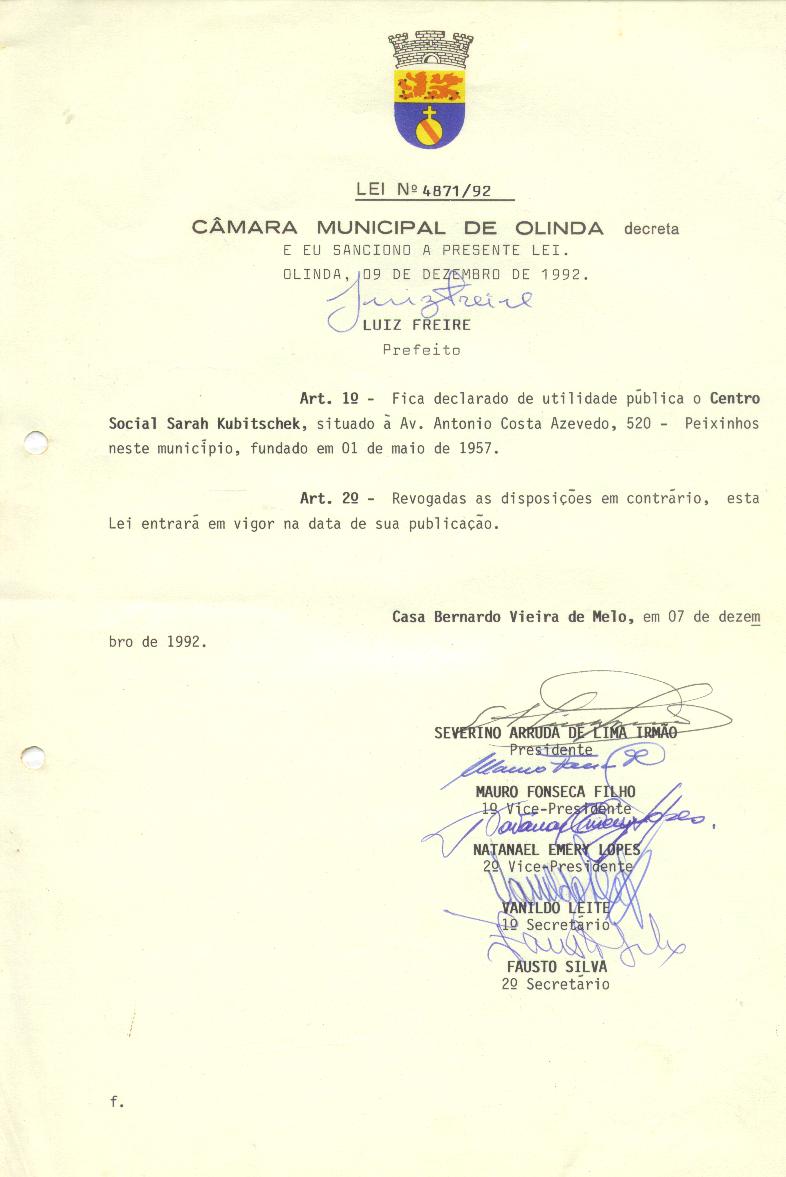 LEI Nº 4871/92
CÂMARA MUNICIPAL DE OLINDA decreta
E EU SANCIONO A PRESENTE LEI.
OLINDA, 09 DE DEZEMBRO DE 1992.
Luiz Freire
LUIZ FREIRE
Prefeito
Art. 1º - Fica declarado de utilidade pública o Centro
Social Sarah Kubitschek, situado à Av. Antonio Costa Azevedo, 520 - Peixinhos
neste município, fundado em 01 de maio de 1957.
Art. 2º - Revogadas as disposições em contrário, esta
Lei entrará em vigor na data de sua publicação.
Casa Bernardo Vieira de Melo, em 07 de dezem
bro de 1992.
SEVERINO ARRUDA DE LIMA IRMÃO
Presidente
MAURO FONSECA FILHO
1º Vice-Presidente
NATANAEL EMERY LOPES
2º Vice-Presidente
VANILDO LEITE
1º Secretário
Fausto Silva
FAUSTO SILVA
2º Secretário
f.